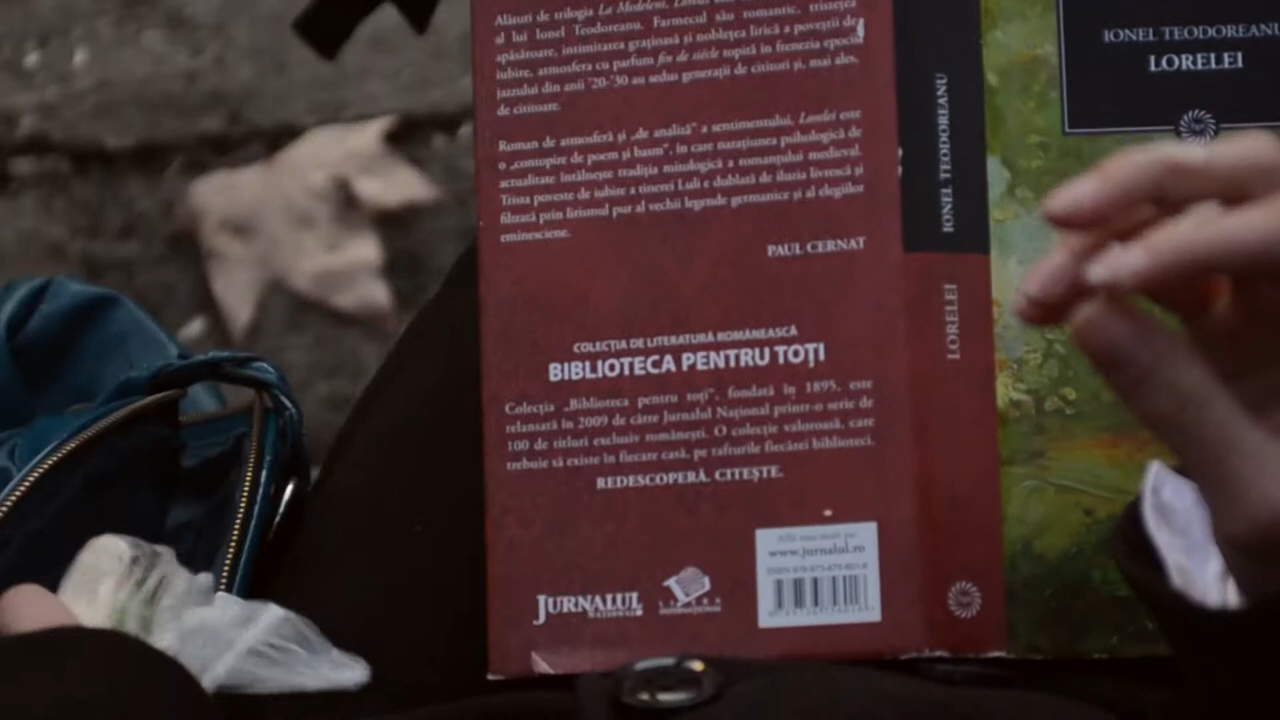 Alături de trilogia La Medeleni, Lorelei
al lui Ionel Teodoreanu. Farmecul său romantic, tristețea
apăsătoare, intimitatea grațioasă și noblețea lirică a poveștii de
iubire, atmosfera cu parfum fin de siècle topită în frenezia epocii
jazzului din anii '20-'30 au sedus generații de cititori și, mai ales,
de cititoare.
Roman de atmosferă și „de analiză" a sentimentului, Lorelei este
o „contopire de poem și basm", în care narațiunea psihologică de
actualitate întâlnește tradiția mitologică a romanțului medieval.
Trista poveste de iubire a tinerei Luli e dublată de iluzia livrescă și
filtrată prin lirismul pur al vechii legende germanice și al elegiilor
eminesciene.
PAUL CERNAT
COLECȚIA DE LITERATURĂ ROMÂNEASCĂ
BIBLIOTECA PENTRU TOȚI
Colecția „Biblioteca pentru toți", fondată în 1895, este
relansată în 2009 de către Jurnalul Național printr-o serie de
100 de titluri exclusiv românești. O colecție valoroasă, care
trebuie să existe în fiecare casă, pe rafturile fiecărei biblioteci.
REDESCOPERĂ. CITEȘTE.
Află mai mult pe:
www.jurnalul.ro
JURNALUL
NAȚIONAL
LITERA
INTERNAȚIONAL
IONEL TEODOREANU
LORELEI
IONEL TEODOREANU
LORELEI